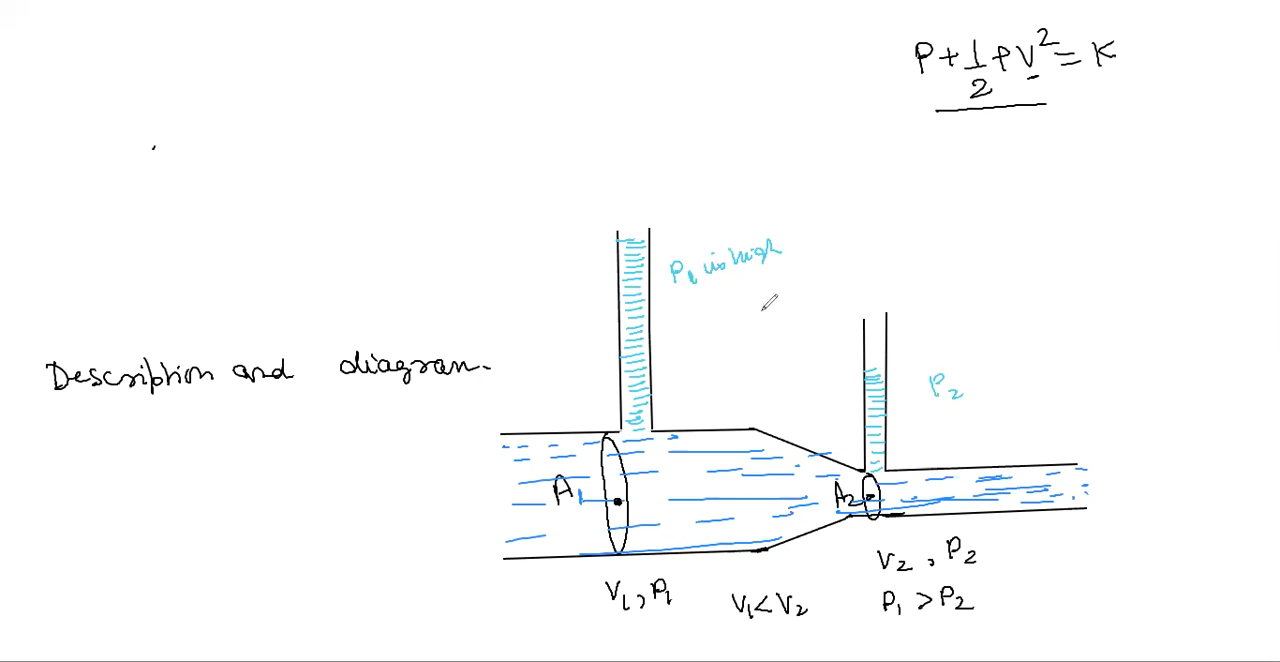 P + 1/2 ρV² = K
P₁ is high
P₂
Description and diagram.
A₁
A₂
V₁, P₁
V₁ < V₂
V₂, P₂
P₁ > P₂